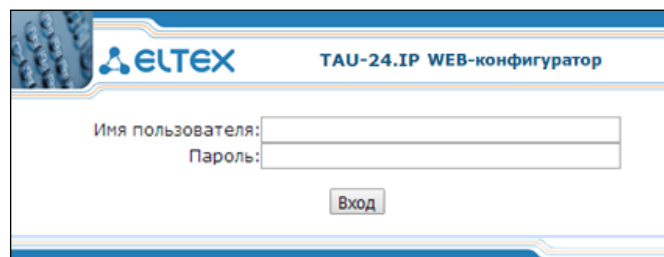 ELTEX
TAU-24.IP WEB-конфигуратор
Имя пользователя:
Пароль:
Вход